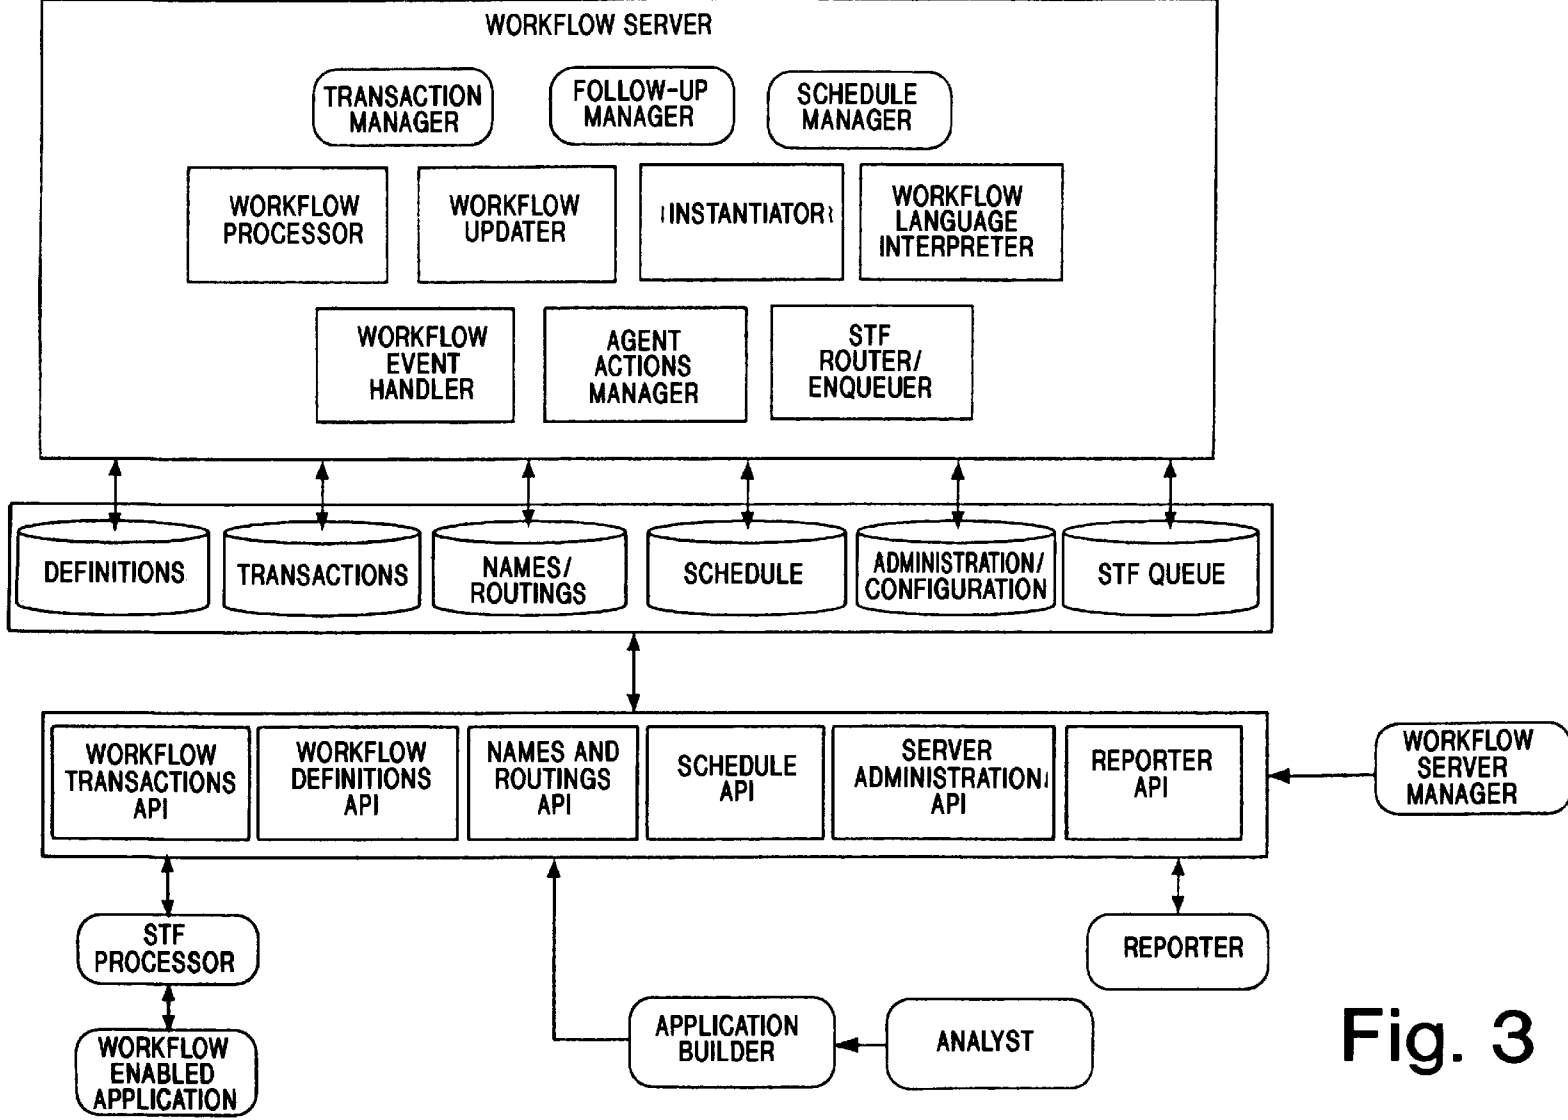 WORKFLOW SERVER
TRANSACTION
MANAGER
FOLLOW-UP
MANAGER
SCHEDULE
MANAGER
WORKFLOW
PROCESSOR
WORKFLOW
UPDATER
INSTANTIATOR
WORKFLOW
LANGUAGE
INTERPRETER
WORKFLOW
EVENT
HANDLER
AGENT
ACTIONS
MANAGER
STF
ROUTER/
ENQUEUER
DEFINITIONS
TRANSACTIONS
NAMES/
ROUTINGS
SCHEDULE
ADMINISTRATION/
CONFIGURATION
STF QUEUE
WORKFLOW
TRANSACTIONS
API
WORKFLOW
DEFINITIONS
API
NAMES AND
ROUTINGS
API
SCHEDULE
API
SERVER
ADMINISTRATION
API
REPORTER
API
WORKFLOW
SERVER
MANAGER
STF
PROCESSOR
REPORTER
WORKFLOW
ENABLED
APPLICATION
APPLICATION
BUILDER
ANALYST
Fig. 3